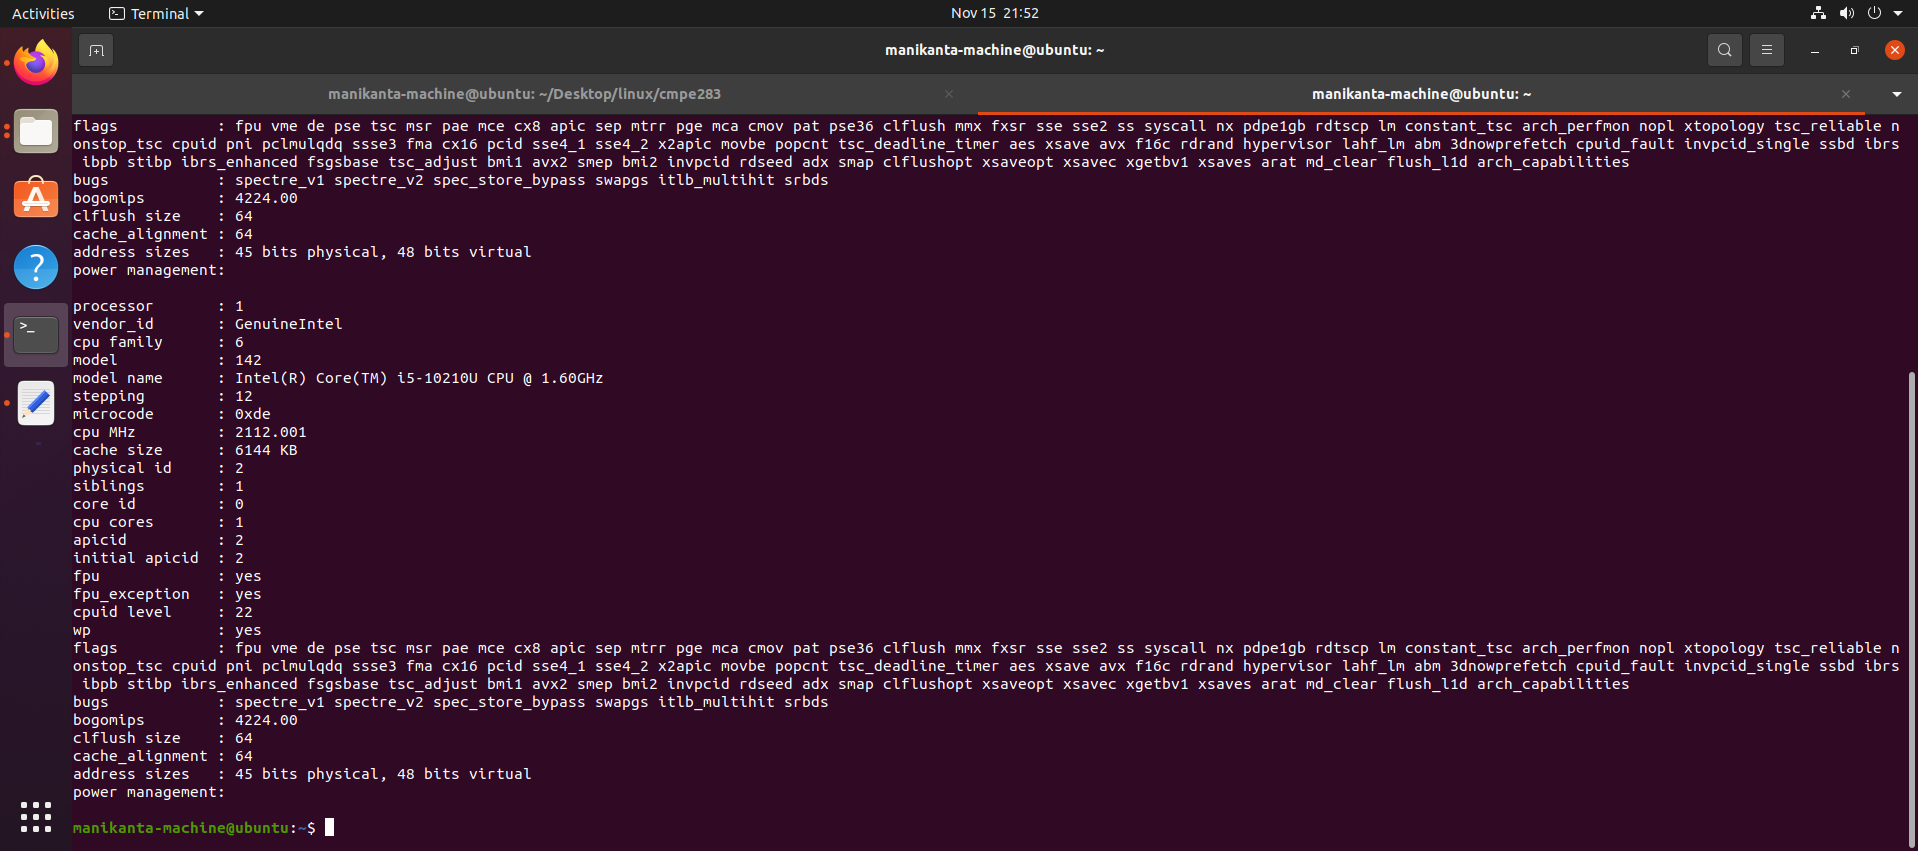 Activities Terminal Nov 15 21:52
manikanta-machine@ubuntu: ~
manikanta-machine@ubuntu: ~/Desktop/linux/cmpe283 manikanta-machine@ubuntu: ~
flags : fpu vme de pse tsc msr pae mce cx8 apic sep mtrr pge mca cmov pat pse36 clflush mmx fxsr sse sse2 ss syscall nx pdpe1gb rdtscp lm constant_tsc arch_perfmon nopl xtopology tsc_reliable n
onstop_tsc cpuid pni pclmulqdq ssse3 fma cx16 pcid sse4_1 sse4_2 x2apic movbe popcnt tsc_deadline_timer aes xsave avx f16c rdrand hypervisor lahf_lm abm 3dnowprefetch cpuid_fault invpcid_single ssbd ibrs
ibpb stibp ibrs_enhanced fsgsbase tsc_adjust bmi1 avx2 smep bmi2 invpcid rdseed adx smap clflushopt xsaveopt xsavec xgetbv1 xsaves arat md_clear flush_l1d arch_capabilities
bugs : spectre_v1 spectre_v2 spec_store_bypass swapgs itlb_multihit srbds
bogomips : 4224.00
clflush size : 64
cache_alignment : 64
address sizes : 45 bits physical, 48 bits virtual
power management:
processor : 1
vendor_id : GenuineIntel
cpu family : 6
model : 142
model name : Intel(R) Core(TM) i5-10210U CPU @ 1.60GHz
stepping : 12
microcode : 0xde
cpu MHz : 2112.001
cache size : 6144 KB
physical id : 2
siblings : 1
core id : 0
cpu cores : 1
apicid : 2
initial apicid : 2
fpu : yes
fpu_exception : yes
cpuid level : 22
wp : yes
flags : fpu vme de pse tsc msr pae mce cx8 apic sep mtrr pge mca cmov pat pse36 clflush mmx fxsr sse sse2 ss syscall nx pdpe1gb rdtscp lm constant_tsc arch_perfmon nopl xtopology tsc_reliable n
onstop_tsc cpuid pni pclmulqdq ssse3 fma cx16 pcid sse4_1 sse4_2 x2apic movbe popcnt tsc_deadline_timer aes xsave avx f16c rdrand hypervisor lahf_lm abm 3dnowprefetch cpuid_fault invpcid_single ssbd ibrs
ibpb stibp ibrs_enhanced fsgsbase tsc_adjust bmi1 avx2 smep bmi2 invpcid rdseed adx smap clflushopt xsaveopt xsavec xgetbv1 xsaves arat md_clear flush_l1d arch_capabilities
bugs : spectre_v1 spectre_v2 spec_store_bypass swapgs itlb_multihit srbds
bogomips : 4224.00
clflush size : 64
cache_alignment : 64
address sizes : 45 bits physical, 48 bits virtual
power management:
manikanta-machine@ubuntu:~$